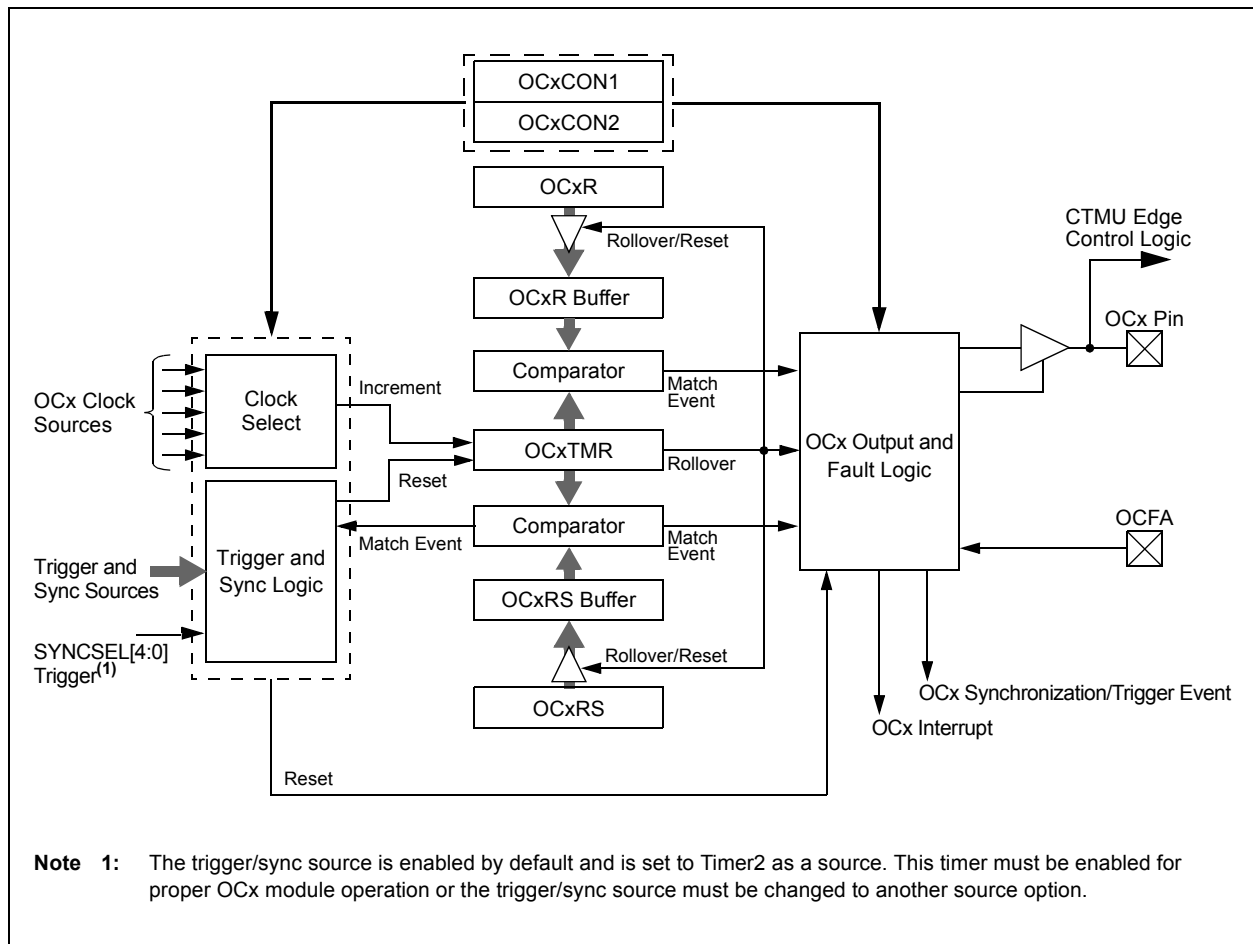 OCxCON1
OCxCON2
OCxR
Rollover/Reset
CTMU Edge
Control Logic
OCxR Buffer
OCx Pin
Comparator
Match
Event
OCx Clock
Sources
Clock
Select
Increment
OCxTMR
Rollover
OCx Output and
Fault Logic
Reset
Comparator
Match Event
Match
Event
OCFA
Trigger and
Sync Sources
Trigger and
Sync Logic
OCxRS Buffer
SYNCSEL[4:0]
Trigger(1)
Rollover/Reset
OCxRS
OCx Synchronization/Trigger Event
OCx Interrupt
Reset
Note 1: The trigger/sync source is enabled by default and is set to Timer2 as a source. This timer must be enabled for
proper OCx module operation or the trigger/sync source must be changed to another source option.